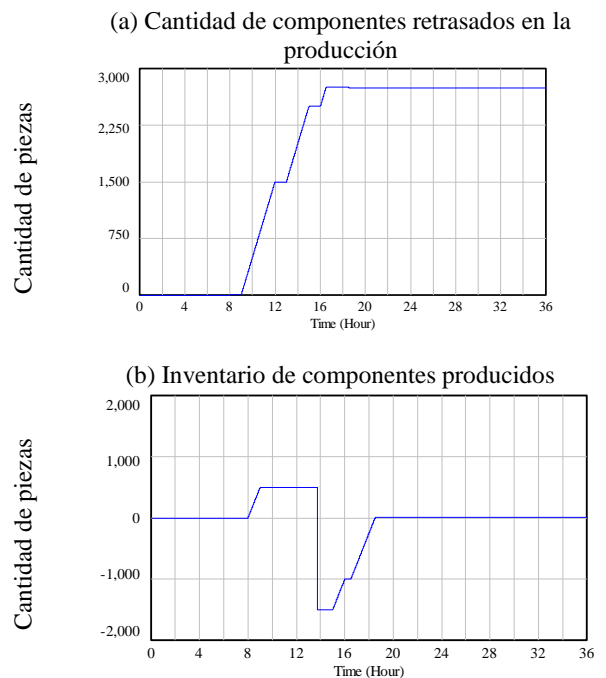 (a) Cantidad de componentes retrasados en la
producción
Cantidad de piezas
3,000
2,250
1,500
750
0
0 4 8 12 16 20 24 28 32 36
Time (Hour)
(b) Inventario de componentes producidos
Cantidad de piezas
2,000
1,000
0
-1,000
-2,000
0 4 8 12 16 20 24 28 32 36
Time (Hour)